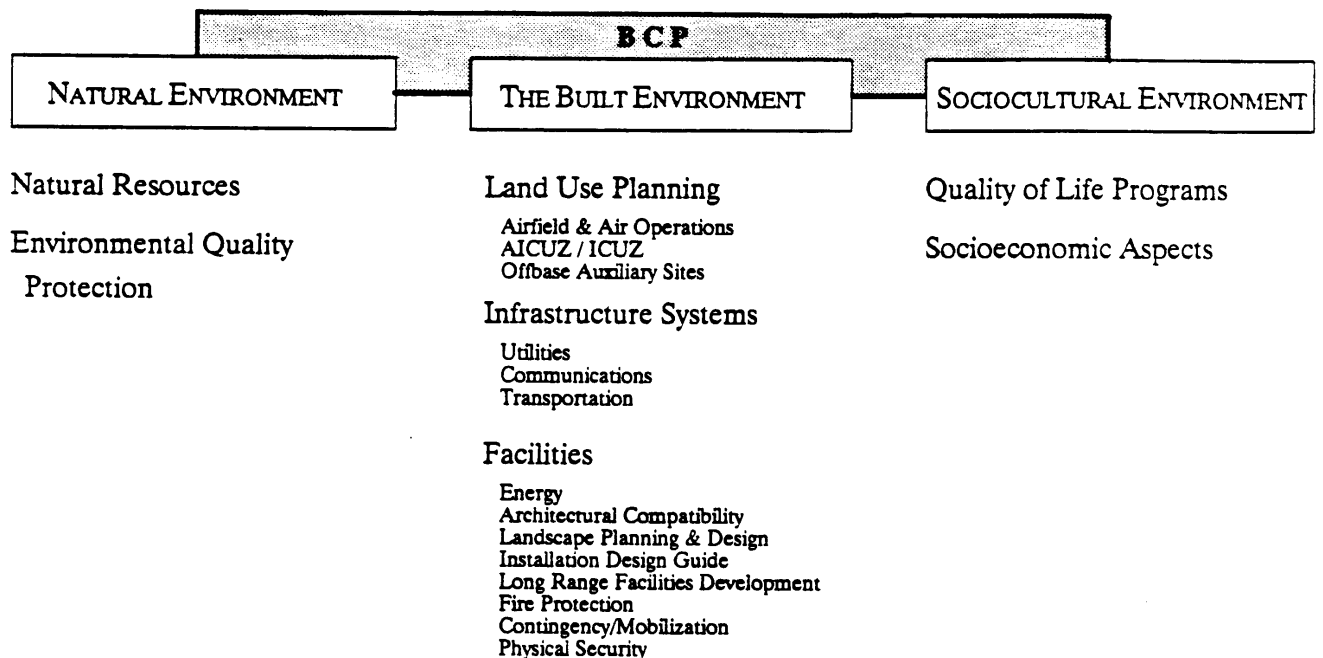 BCP
NATURAL ENVIRONMENT
THE BUILT ENVIRONMENT
SOCIOCULTURAL ENVIRONMENT
Natural Resources
Environmental Quality
Protection
Land Use Planning
Airfield & Air Operations
AICUZ / ICUZ
Offbase Auxiliary Sites
Infrastructure Systems
Utilities
Communications
Transportation
Facilities
Energy
Architectural Compatibility
Landscape Planning & Design
Installation Design Guide
Long Range Facilities Development
Fire Protection
Contingency/Mobilization
Physical Security
Quality of Life Programs
Socioeconomic Aspects